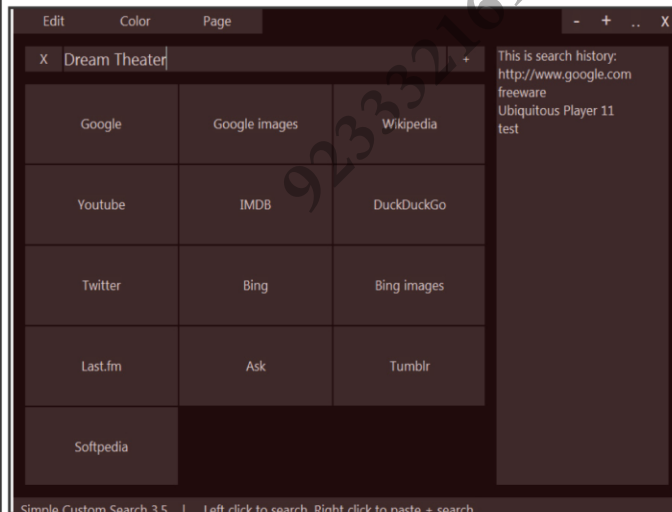 Edit Color Page - + .. X
X Dream Theater +
Google Google images Wikipedia
Youtube IMDB DuckDuckGo
Twitter Bing Bing images
Last.fm Ask Tumblr
Softpedia
This is search history:
http://www.google.com
freeware
Ubiquitous Player 11
test
Simple Custom Search 3.5 | Left click to search, Right click to paste + search